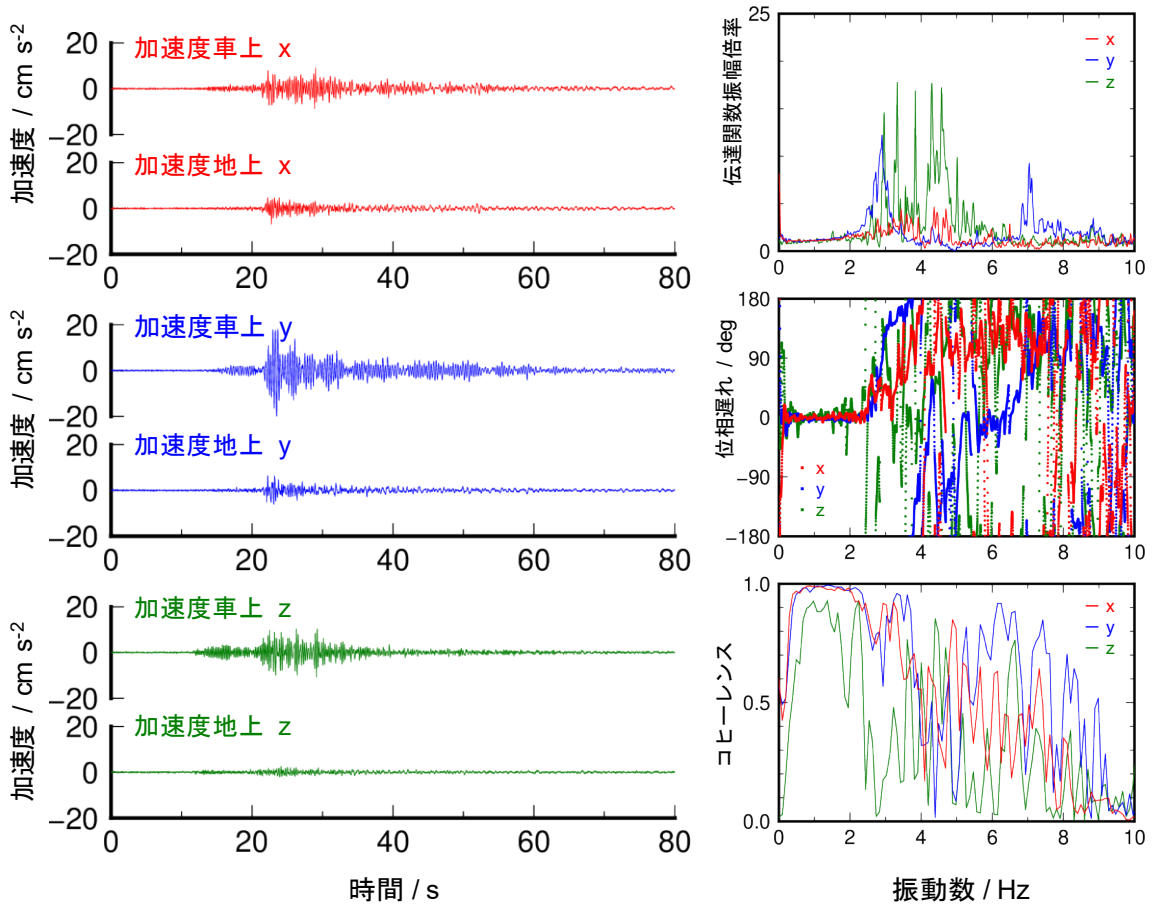 加速度 / cm s-2
20
0
−20
加速度車上 x
20
0
−20
加速度地上 x
0 20 40 60 80
加速度 / cm s-2
20
0
−20
加速度車上 y
20
0
−20
加速度地上 y
0 20 40 60 80
加速度 / cm s-2
20
0
−20
加速度車上 z
20
0
−20
加速度地上 z
0 20 40 60 80
時間 / s
伝達関数振幅倍率
25
0
x
y
z
0 2 4 6 8 10
位相遅れ / deg
180
90
0
−90
−180
x
y
z
0 2 4 6 8 10
コヒーレンス
1.0
0.5
0.0
x
y
z
0 2 4 6 8 10
振動数 / Hz